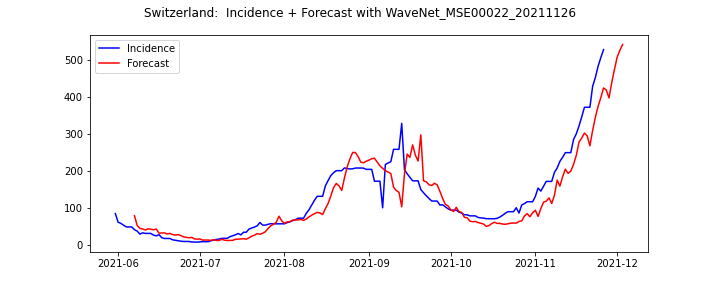 Switzerland:  Incidence + Forecast with WaveNet_MSE00022_20211126
Incidence
Forecast
500
400
300
200
100
0
2021-06 2021-07 2021-08 2021-09 2021-10 2021-11 2021-12